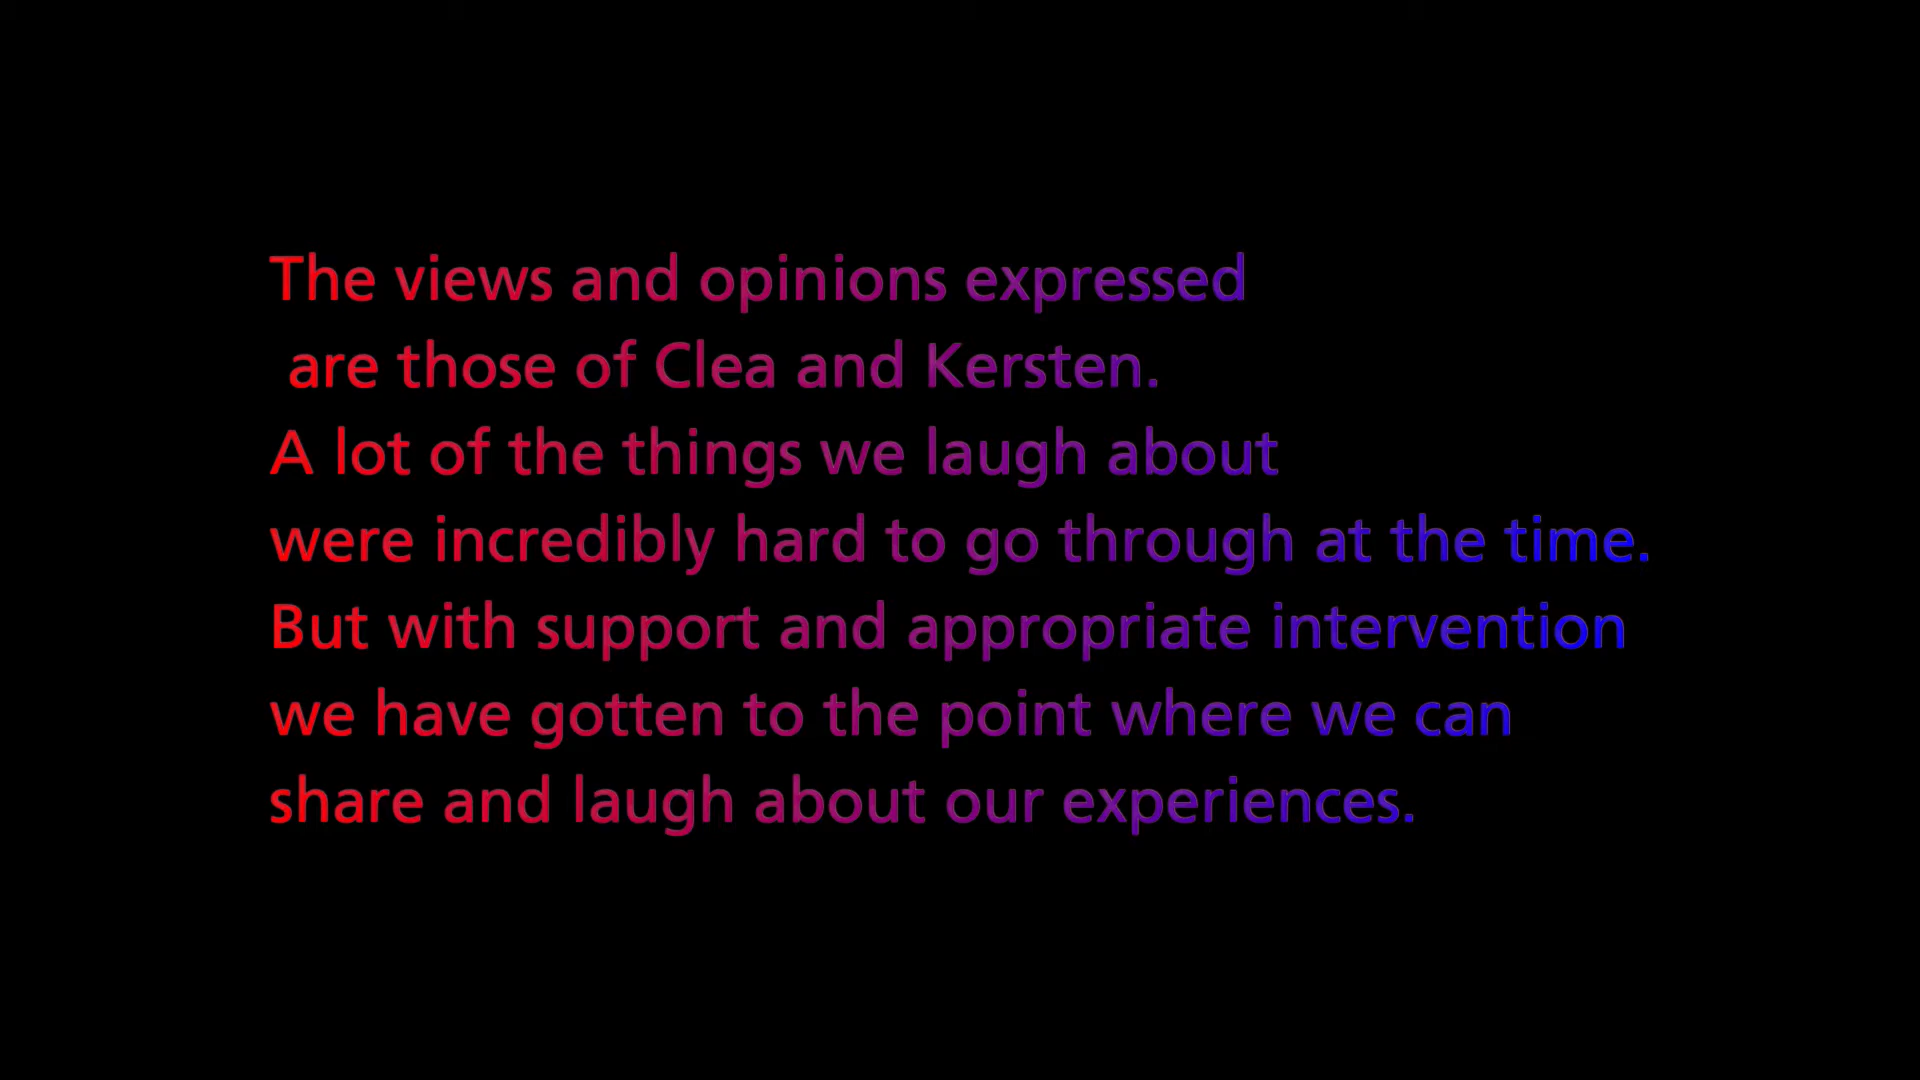 The views and opinions expressed
are those of Clea and Kersten.
A lot of the things we laugh about
were incredibly hard to go through at the time.
But with support and appropriate intervention
we have gotten to the point where we can
share and laugh about our experiences.